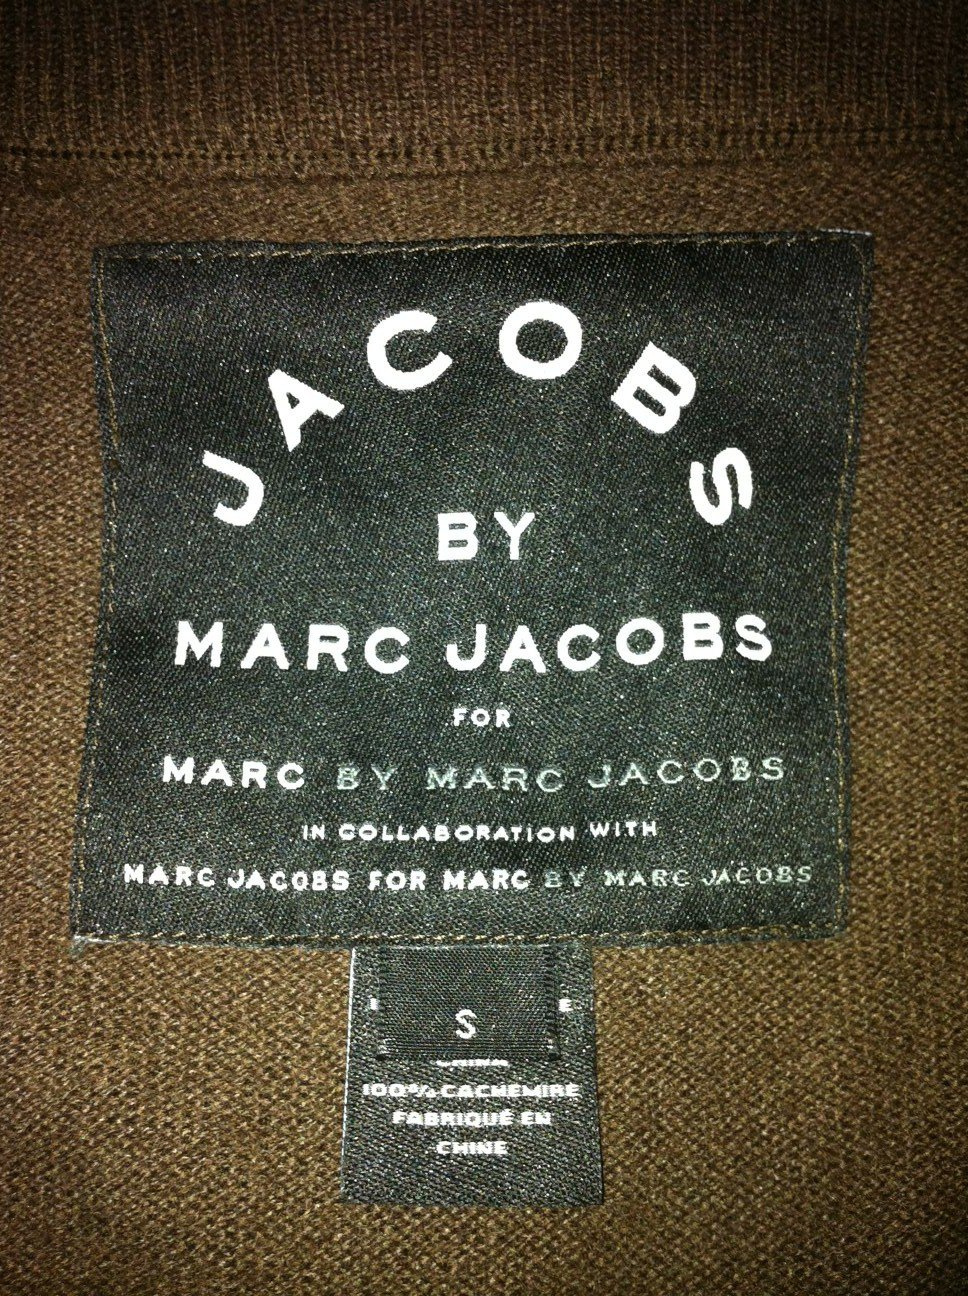 JACOBS
BY
MARC JACOBS
FOR
MARC BY MARC JACOBS
IN COLLABORATION WITH
MARC JACOBS FOR MARC BY MARC JACOBS
S
100% CACHEMIRE
FABRIQUÉ EN
CHINE